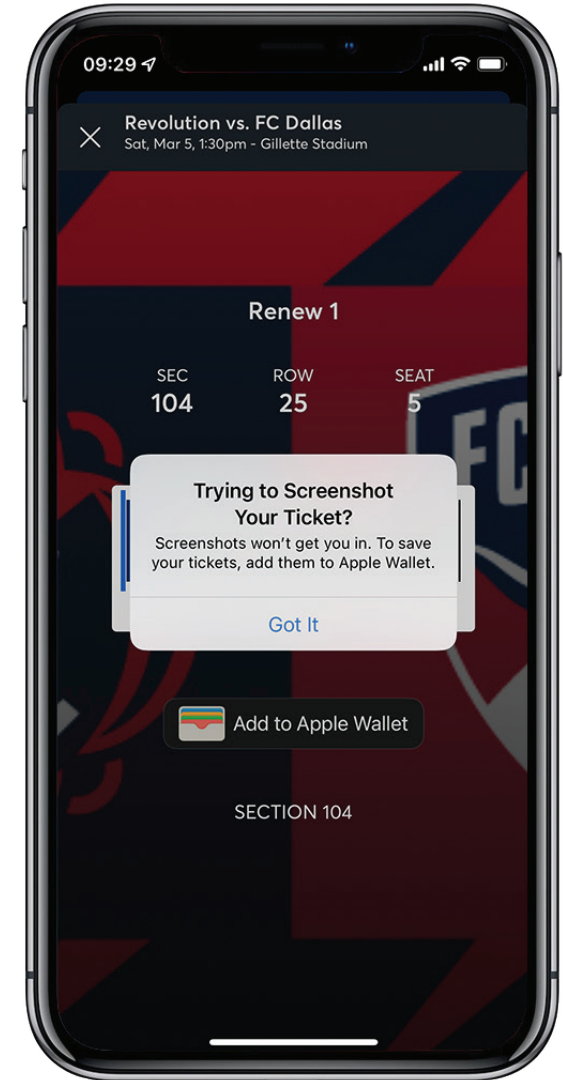 09:29
Revolution vs. FC Dallas
Sat, Mar 5, 1:30pm - Gillette Stadium
Renew 1
SEC ROW SEAT
104 25 5
FC
Trying to Screenshot
Your Ticket?
Screenshots won't get you in. To save
your tickets, add them to Apple Wallet.
Got It
Add to Apple Wallet
SECTION 104